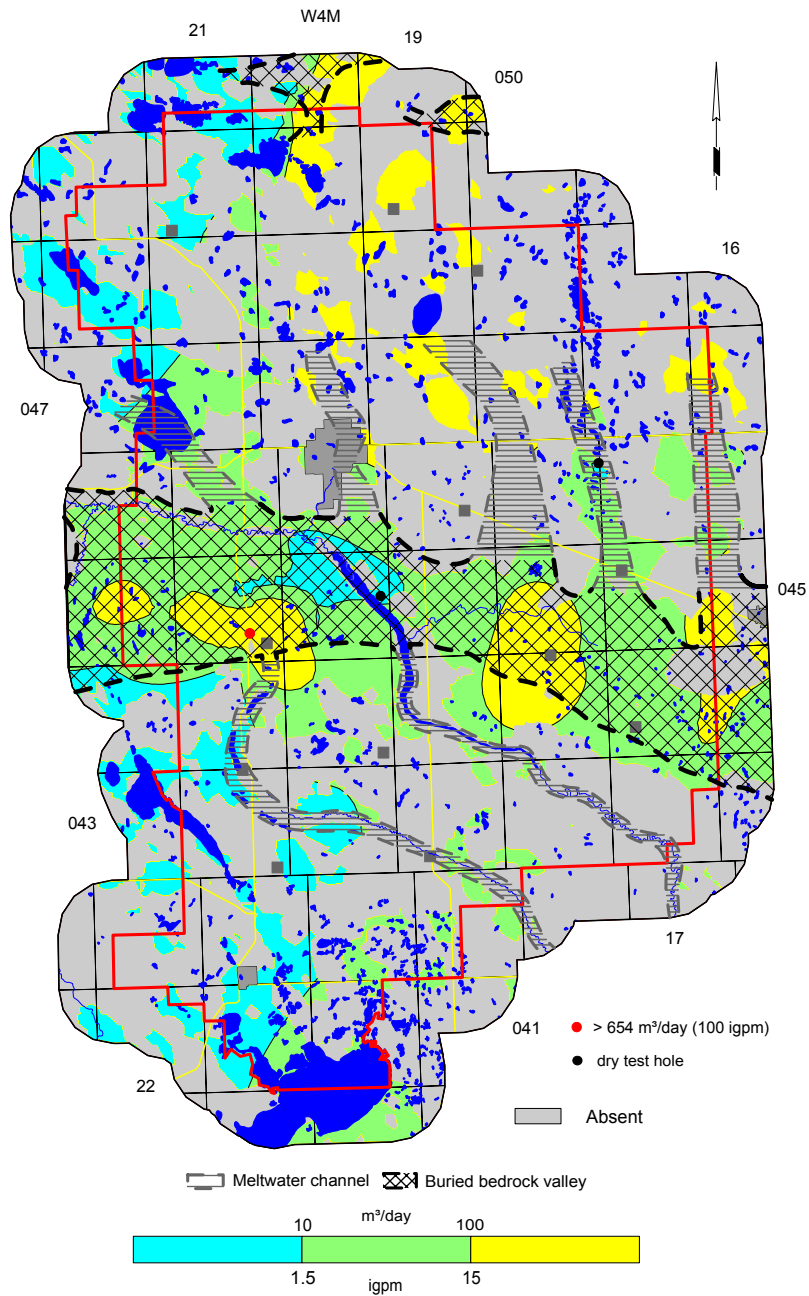 W4M
21
19
050
16
047
045
043
17
041
> 654 m³/day (100 igpm)
dry test hole
22
Absent
Meltwater channel
Buried bedrock valley
m³/day
10
100
1.5
15
igpm